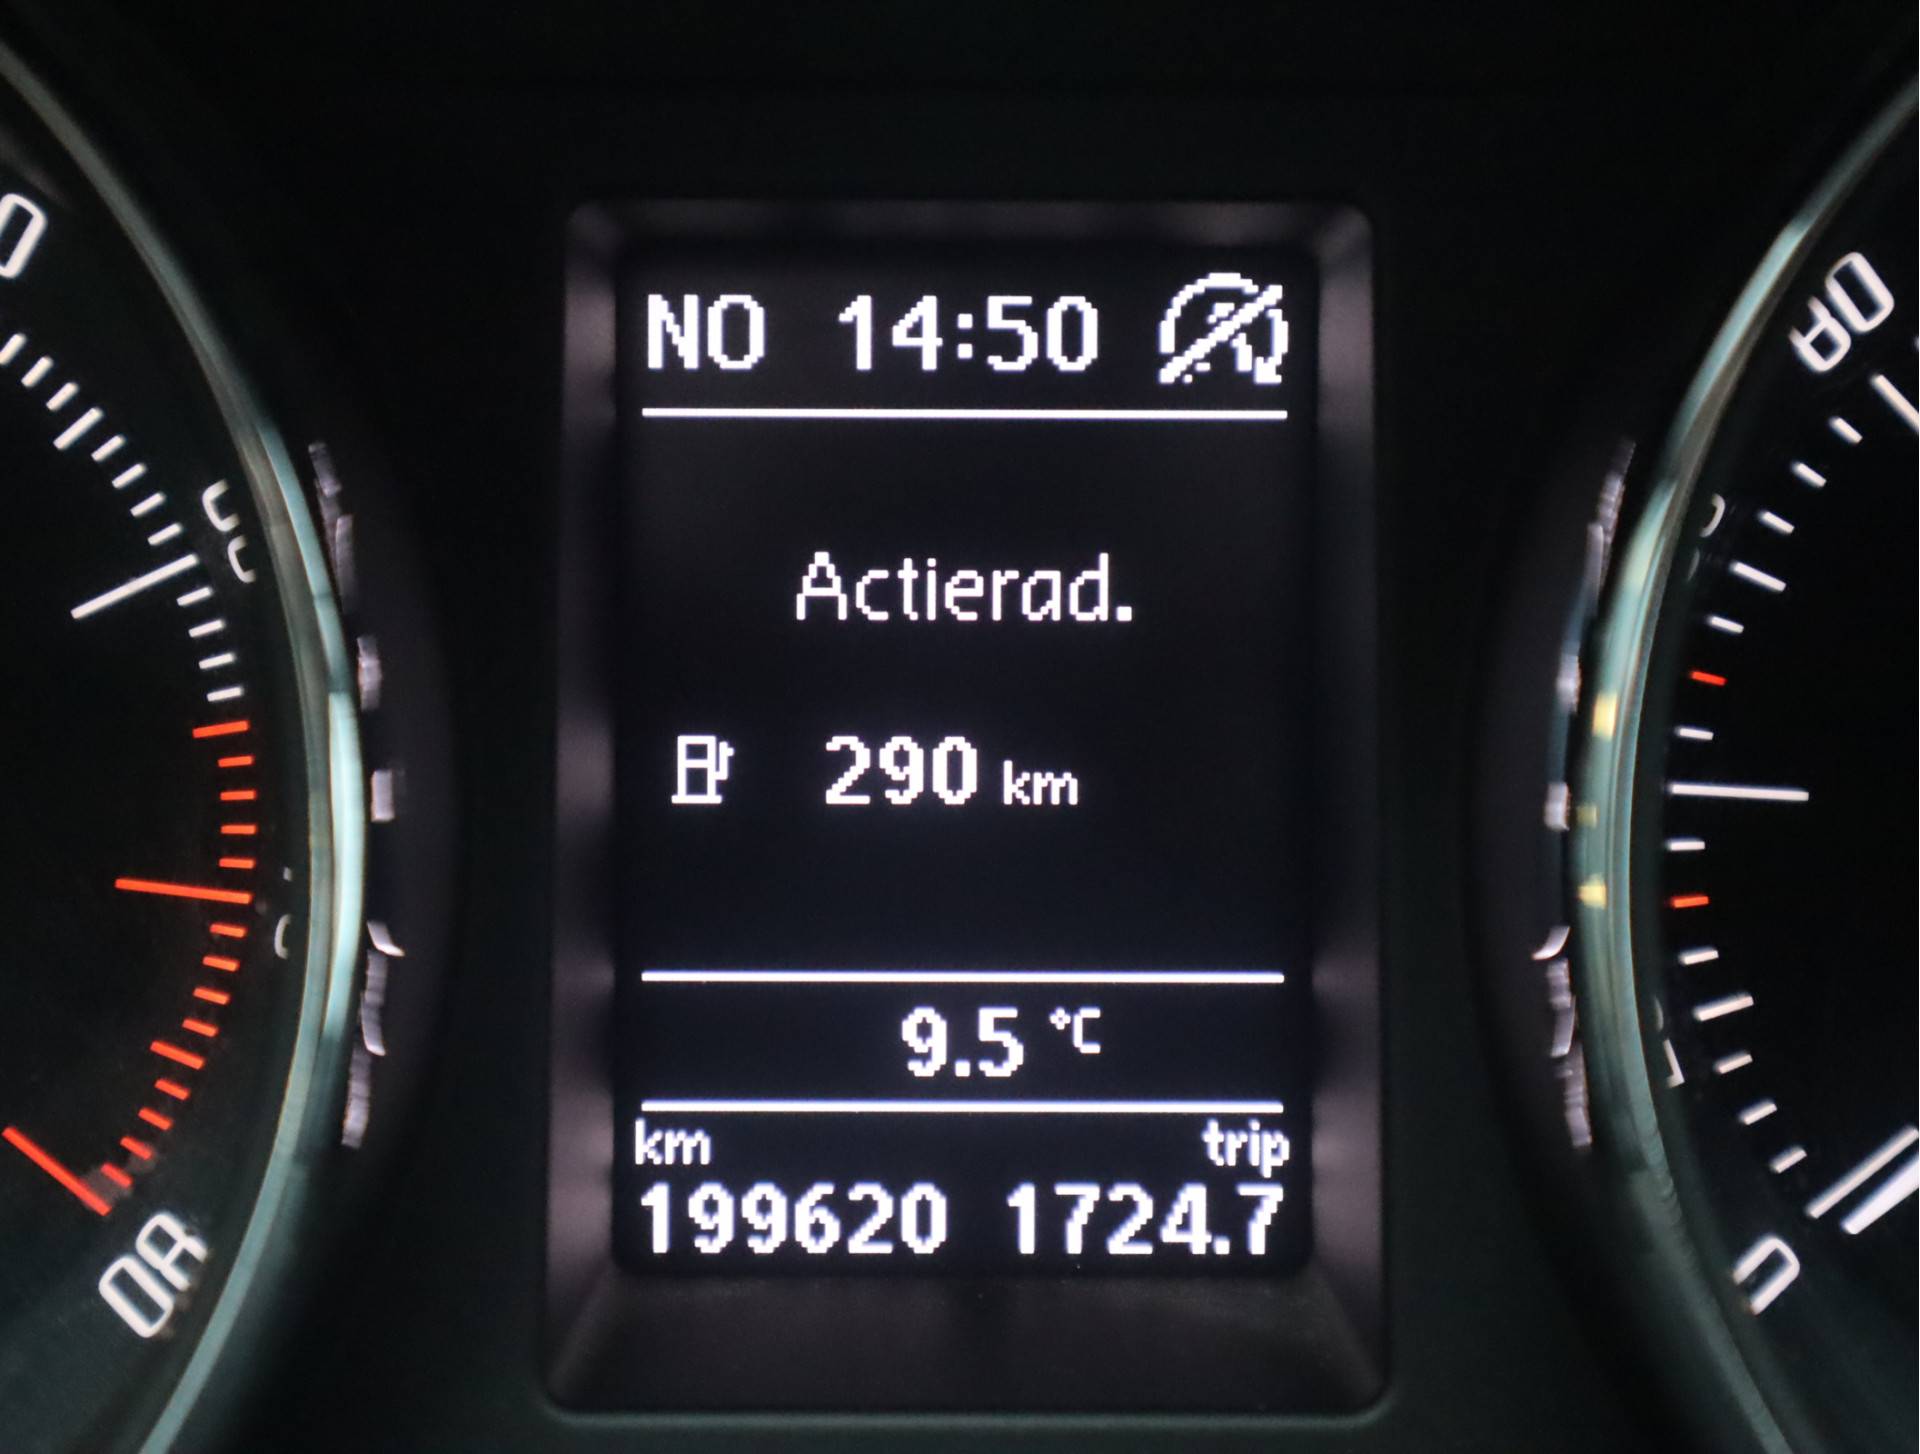 NO 14:50
Actierad.
290 km
9.5 °C
km trip
199620 1724.7